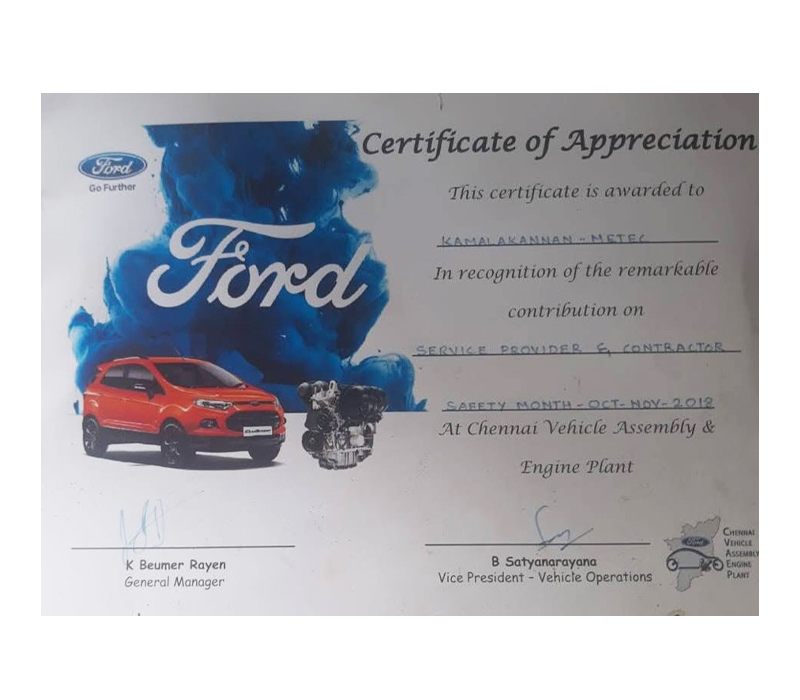 Ford
Go Further
Ford
Certificate of Appreciation
This certificate is awarded to
KAMALAKANNAN - METEC
In recognition of the remarkable
contribution on
SERVICE PROVIDER & CONTRACTOR
SAFETY MONTH - OCT - NOV - 2018
At Chennai Vehicle Assembly &
Engine Plant
K Beumer Rayen
General Manager
B Satyanarayana
Vice President - Vehicle Operations
Ford
CHENNAI
VEHICLE
ASSEMBLY
ENGINE
PLANT